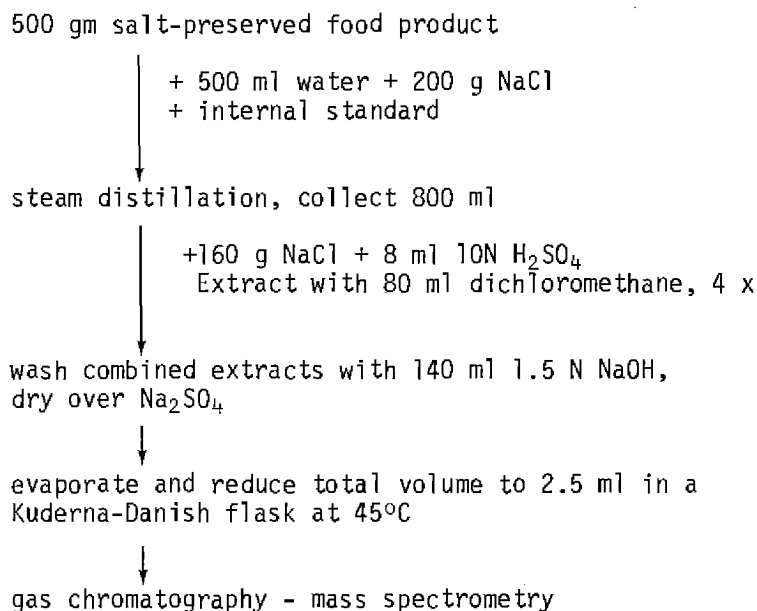 500 gm salt-preserved food product
+ 500 ml water + 200 g NaCl
+ internal standard
steam distillation, collect 800 ml
+160 g NaCl + 8 ml 10N H₂SO₄
Extract with 80 ml dichloromethane, 4 x
wash combined extracts with 140 ml 1.5 N NaOH,
dry over Na₂SO₄
evaporate and reduce total volume to 2.5 ml in a
Kuderna-Danish flask at 45°C
gas chromatography - mass spectrometry